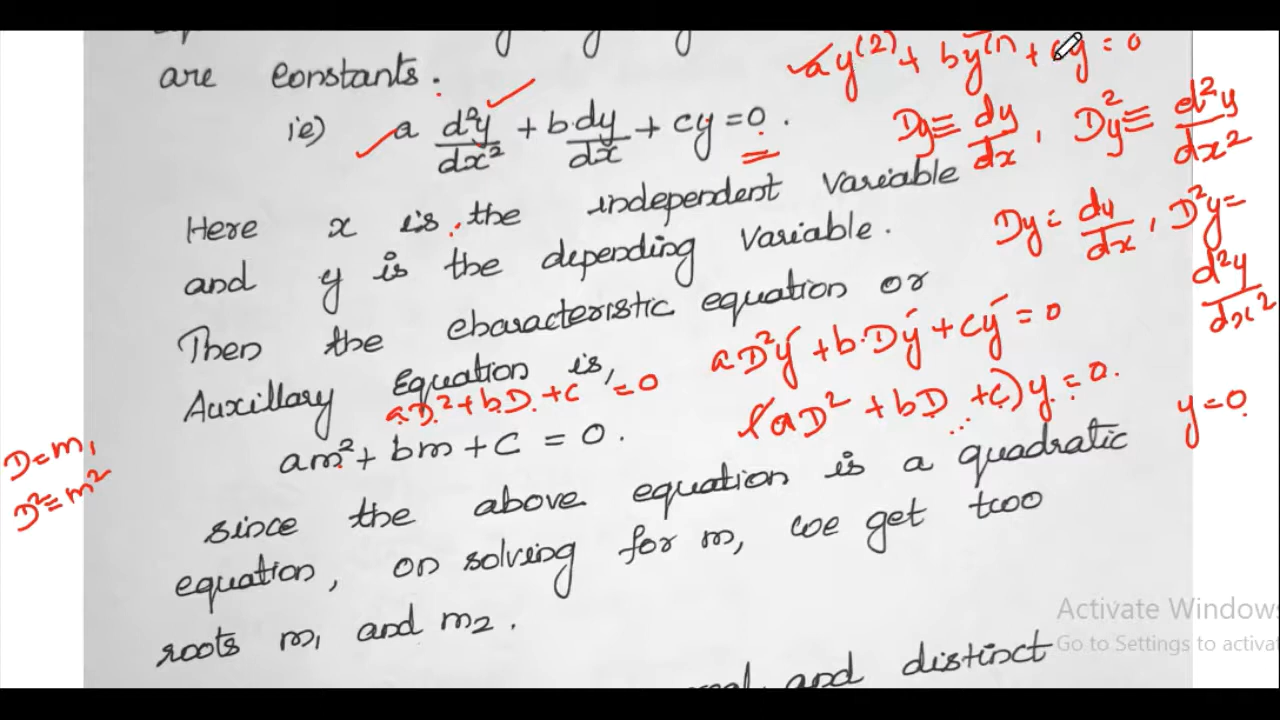 are constants.
ay⁽²⁾ + by⁽¹⁾ + cy = 0
ie) a d²y/dx² + b.dy/dx + cy = 0.
Dy ≡ dy/dx, D²y ≡ d²y/dx²
Here x is the independent variable
and y is the depending variable.
Dy = dy/dx, D²y = d²y/dx²
Then the characteristic equation or
Auxillary Equation is,
aD²y + b.Dy + cy = 0
aD² + bD + c = 0
(aD² + bD + c)y = 0.
y = 0
am² + bm + c = 0.
D = m,
D² = m²
since the above equation is a quadratic
equation, on solving for m, we get two
roots m₁ and m₂.
Activate Windows
Go to Settings to activa
and distinct